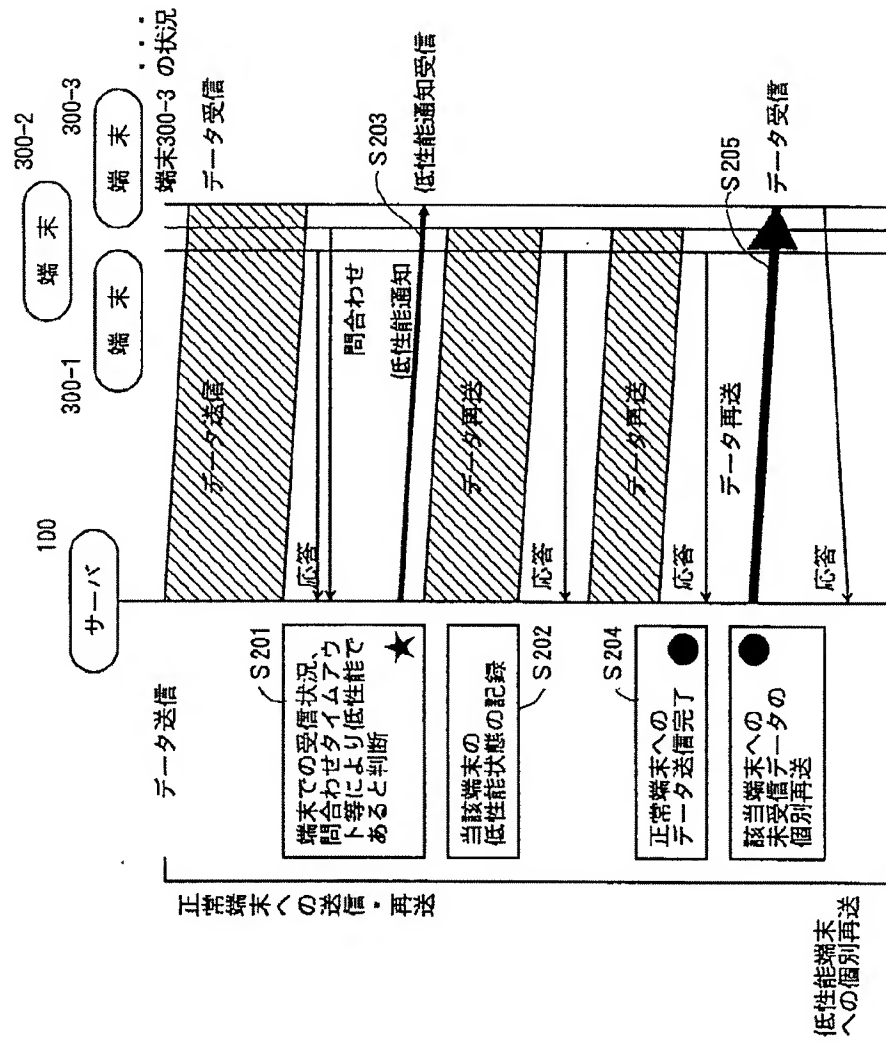 300-2
端末
300-1
300-3
端末
端末
・・・
100
サーバ
端末300-3 の状況
データ送信
データ送信
データ受信
正常端末への送信・再送
S201
端末での受信状況、
問合わせタイムアウ
ト等により低性能で
あると判断
★
応答
問合わせ
低性能通知
低性能通知受信
S203
当該端末の
低性能状態の記録
S202
データ再送
応答
データ再送
S204
正常端末への
データ送信完了
●
応答
データ再送
S205
該当端末への
未受信データの
個別再送
●
データ受信
応答
低性能端末
への個別再送